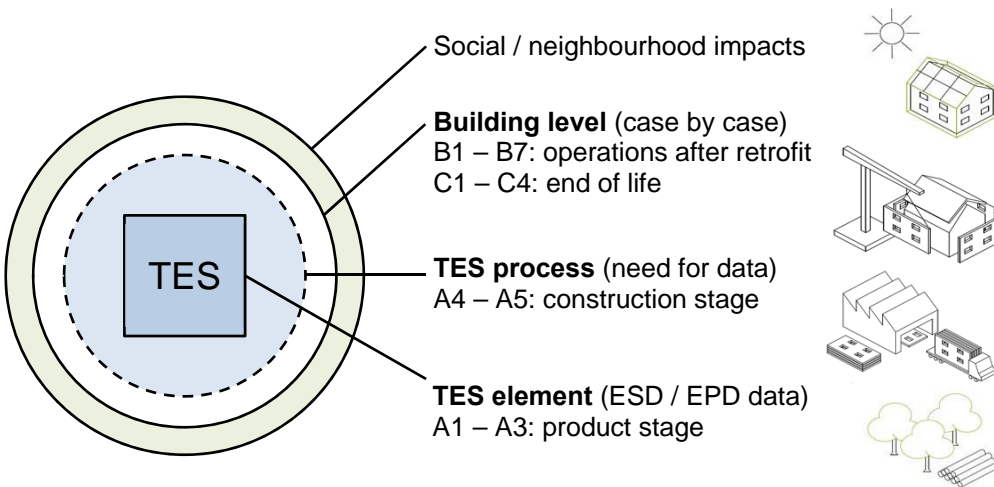 Social / neighbourhood impacts
Building level (case by case)
B1 – B7: operations after retrofit
C1 – C4: end of life
TES
TES process (need for data)
A4 – A5: construction stage
TES element (ESD / EPD data)
A1 – A3: product stage